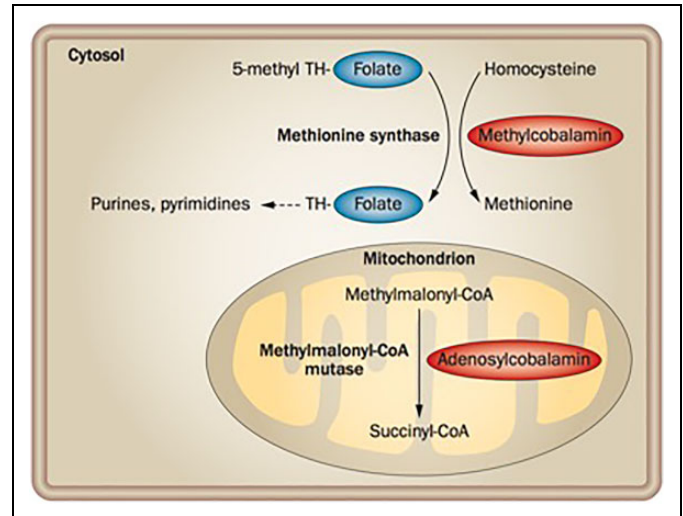 Cytosol
5-methyl TH- Folate Homocysteine
Methionine synthase Methylcobalamin
Purines, pyrimidines TH- Folate Methionine
Mitochondrion
Methylmalonyl-CoA
Methylmalonyl-CoA
mutase
Adenosylcobalamin
Succinyl-CoA